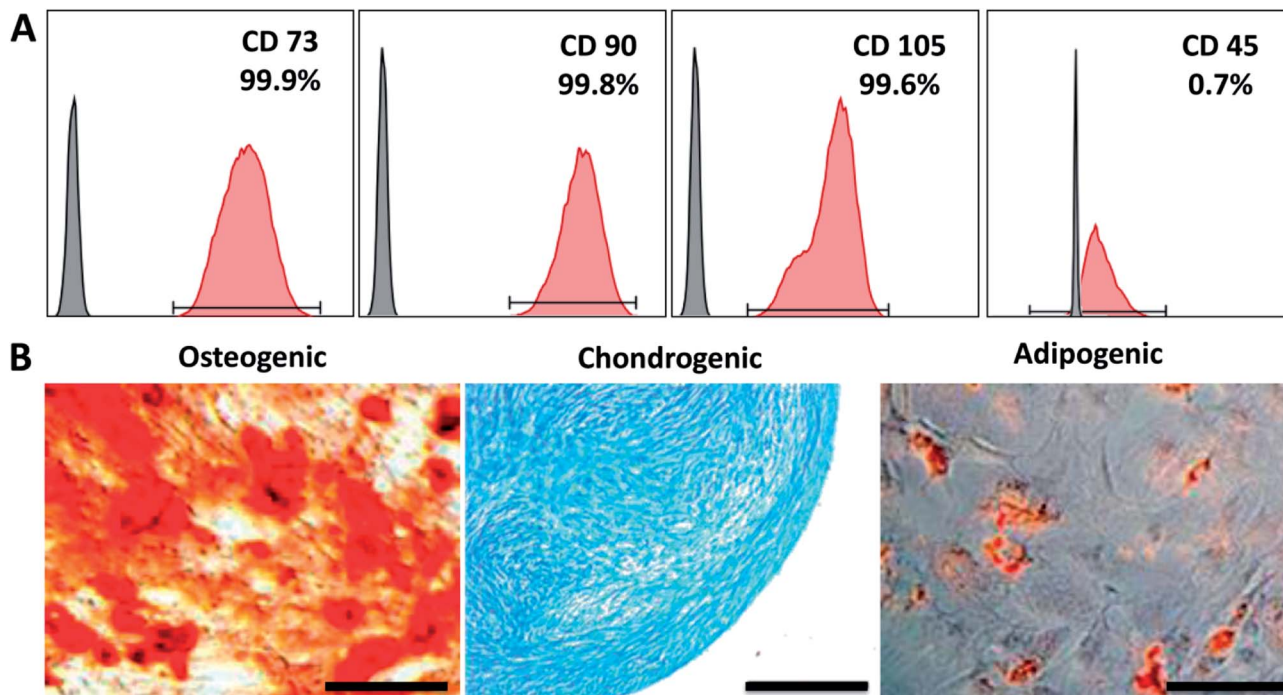 A
CD 73
99.9%
CD 90
99.8%
CD 105
99.6%
CD 45
0.7%
B
Osteogenic
Chondrogenic
Adipogenic